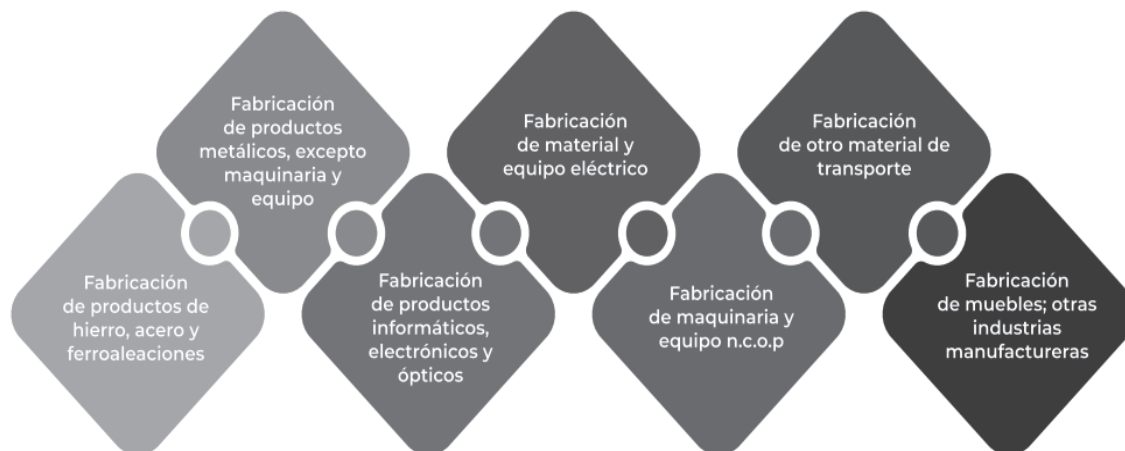 Fabricación
de productos de
hierro, acero y
ferroaleaciones
Fabricación
de productos
metálicos, excepto
maquinaria y
equipo
Fabricación
de productos
informáticos,
electrónicos y
ópticos
Fabricación
de material y
equipo eléctrico
Fabricación
de maquinaria y
equipo n.c.o.p
Fabricación
de otro material de
transporte
Fabricación
de muebles; otras
industrias
manufactureras